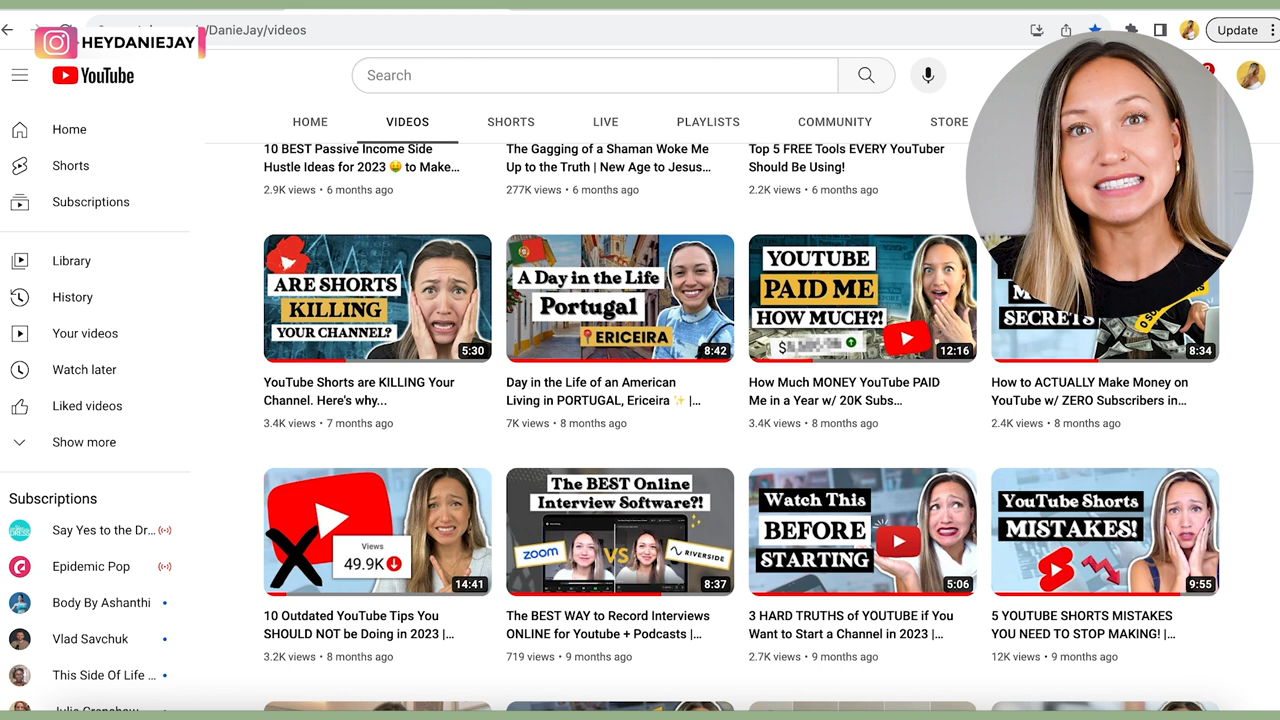 /DanieJay/videos
Update
HEYDANIEJAY
YouTube
Search
HOME
VIDEOS
SHORTS
LIVE
PLAYLISTS
COMMUNITY
STORE
Home
Shorts
Subscriptions
Library
History
Your videos
Watch later
Liked videos
Show more
Subscriptions
Say Yes to the Dr...
Epidemic Pop
Body By Ashanthi
Vlad Savchuk
This Side Of Life ...
10 BEST Passive Income Side
Hustle Ideas for 2023 🤑 to Make...
2.9K views • 6 months ago
The Gagging of a Shaman Woke Me
Up to the Truth | New Age to Jesus...
277K views • 6 months ago
Top 5 FREE Tools EVERY YouTuber
Should Be Using!
2.2K views • 6 months ago
ARE SHORTS
KILLING
YOUR CHANNEL?
5:30
YouTube Shorts are KILLING Your
Channel. Here's why...
3.4K views • 7 months ago
A Day in the Life
Portugal
📍ERICEIRA
8:42
Day in the Life of an American
Living in PORTUGAL, Ericeira ✨ |...
7K views • 8 months ago
YOUTUBE
PAID ME
HOW MUCH?!
$
12:16
How Much MONEY YouTube PAID
Me in a Year w/ 20K Subs...
3.4K views • 8 months ago
SECRETS
8:34
How to ACTUALLY Make Money on
YouTube w/ ZERO Subscribers in...
2.4K views • 8 months ago
Views
49.9K
14:41
10 Outdated YouTube Tips You
SHOULD NOT be Doing in 2023 |...
3.2K views • 8 months ago
The BEST Online
Interview Software?!
zoom
VS
RIVERSIDE
8:37
The BEST WAY to Record Interviews
ONLINE for Youtube + Podcasts |...
719 views • 9 months ago
Watch This
BEFORE
STARTING
5:06
3 HARD TRUTHS of YOUTUBE if You
Want to Start a Channel in 2023 |...
2.7K views • 9 months ago
YouTube Shorts
MISTAKES!
9:55
5 YOUTUBE SHORTS MISTAKES
YOU NEED TO STOP MAKING! |...
12K views • 9 months ago